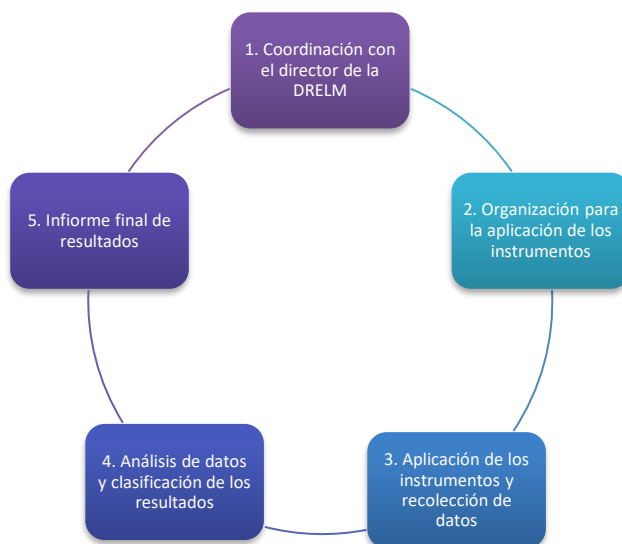 1. Coordinación con
el director de la
DRELM
2. Organización para
la aplicación de los
instrumentos
3. Aplicación de los
instrumentos y
recolección de
datos
4. Análisis de datos
y clasificación de los
resultados
5. Infiorme final de
resultados